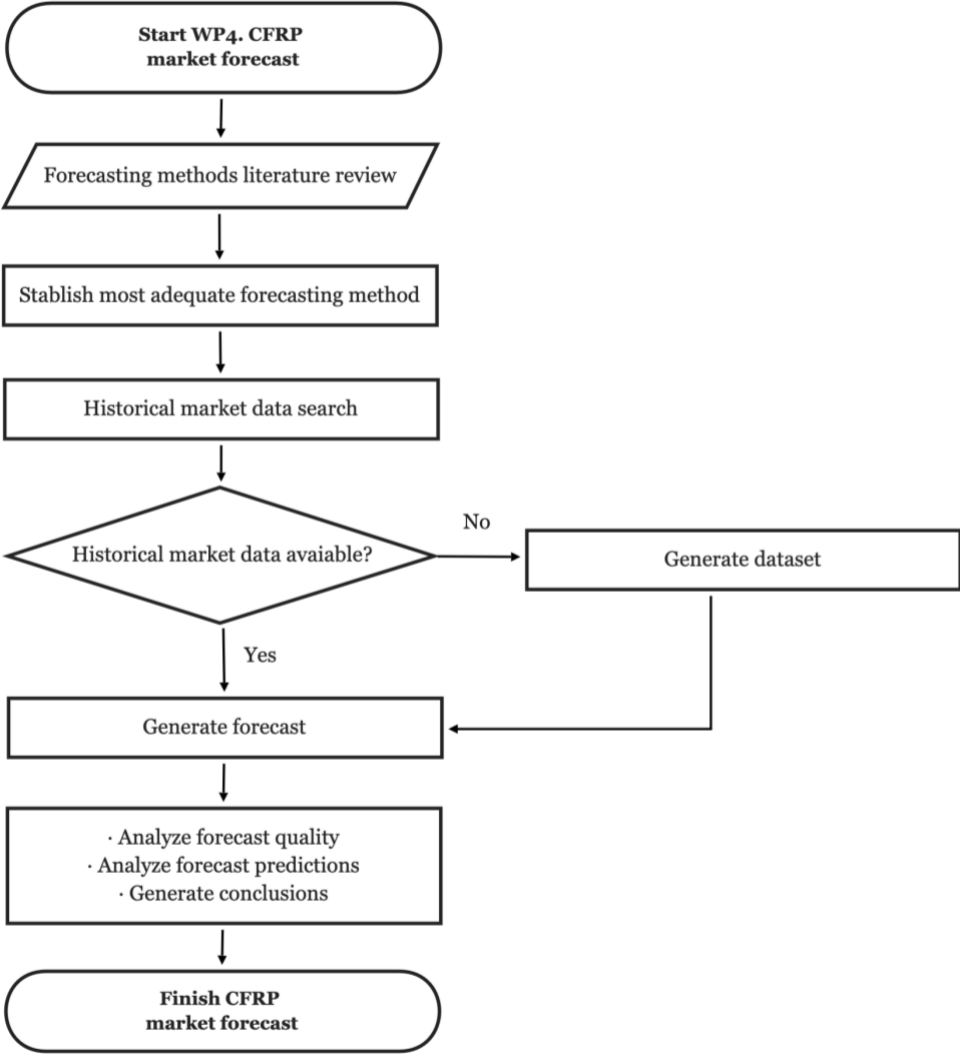 Start WP4. CFRP
market forecast
Forecasting methods literature review
Stablish most adequate forecasting method
Historical market data search
Historical market data avaiable?
No
Generate dataset
Yes
Generate forecast
· Analyze forecast quality
· Analyze forecast predictions
· Generate conclusions
Finish CFRP
market forecast